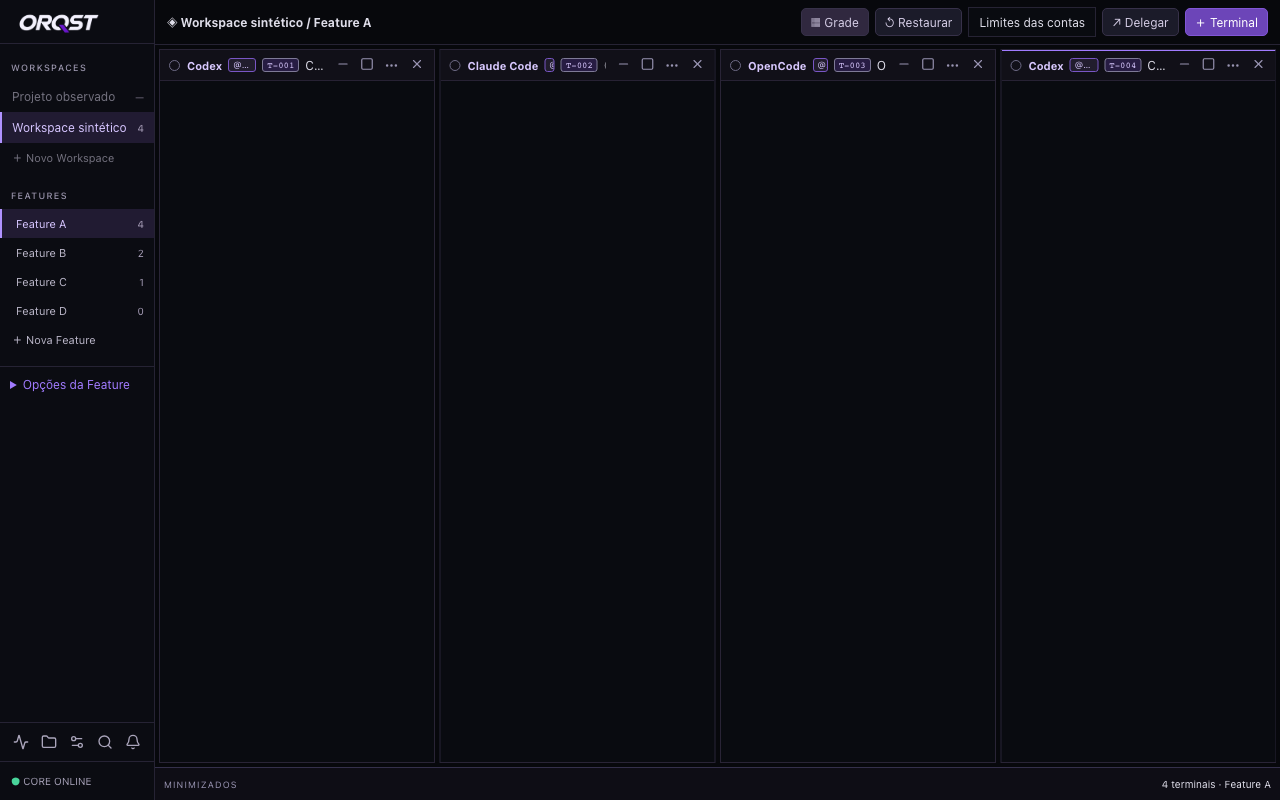 ORQST
◈ Workspace sintético / Feature A
▦ Grade
↺ Restaurar
Limites das contas
↗ Delegar
+ Terminal
WORKSPACES
Projeto observado —
Workspace sintético 4
+ Novo Workspace
FEATURES
Feature A 4
Feature B 2
Feature C 1
Feature D 0
+ Nova Feature
▶ Opções da Feature
CORE ONLINE
Codex @... T-001 C...
Claude Code T-002
OpenCode @ T-003 O
Codex @... T-004 C...
MINIMIZADOS
4 terminais · Feature A